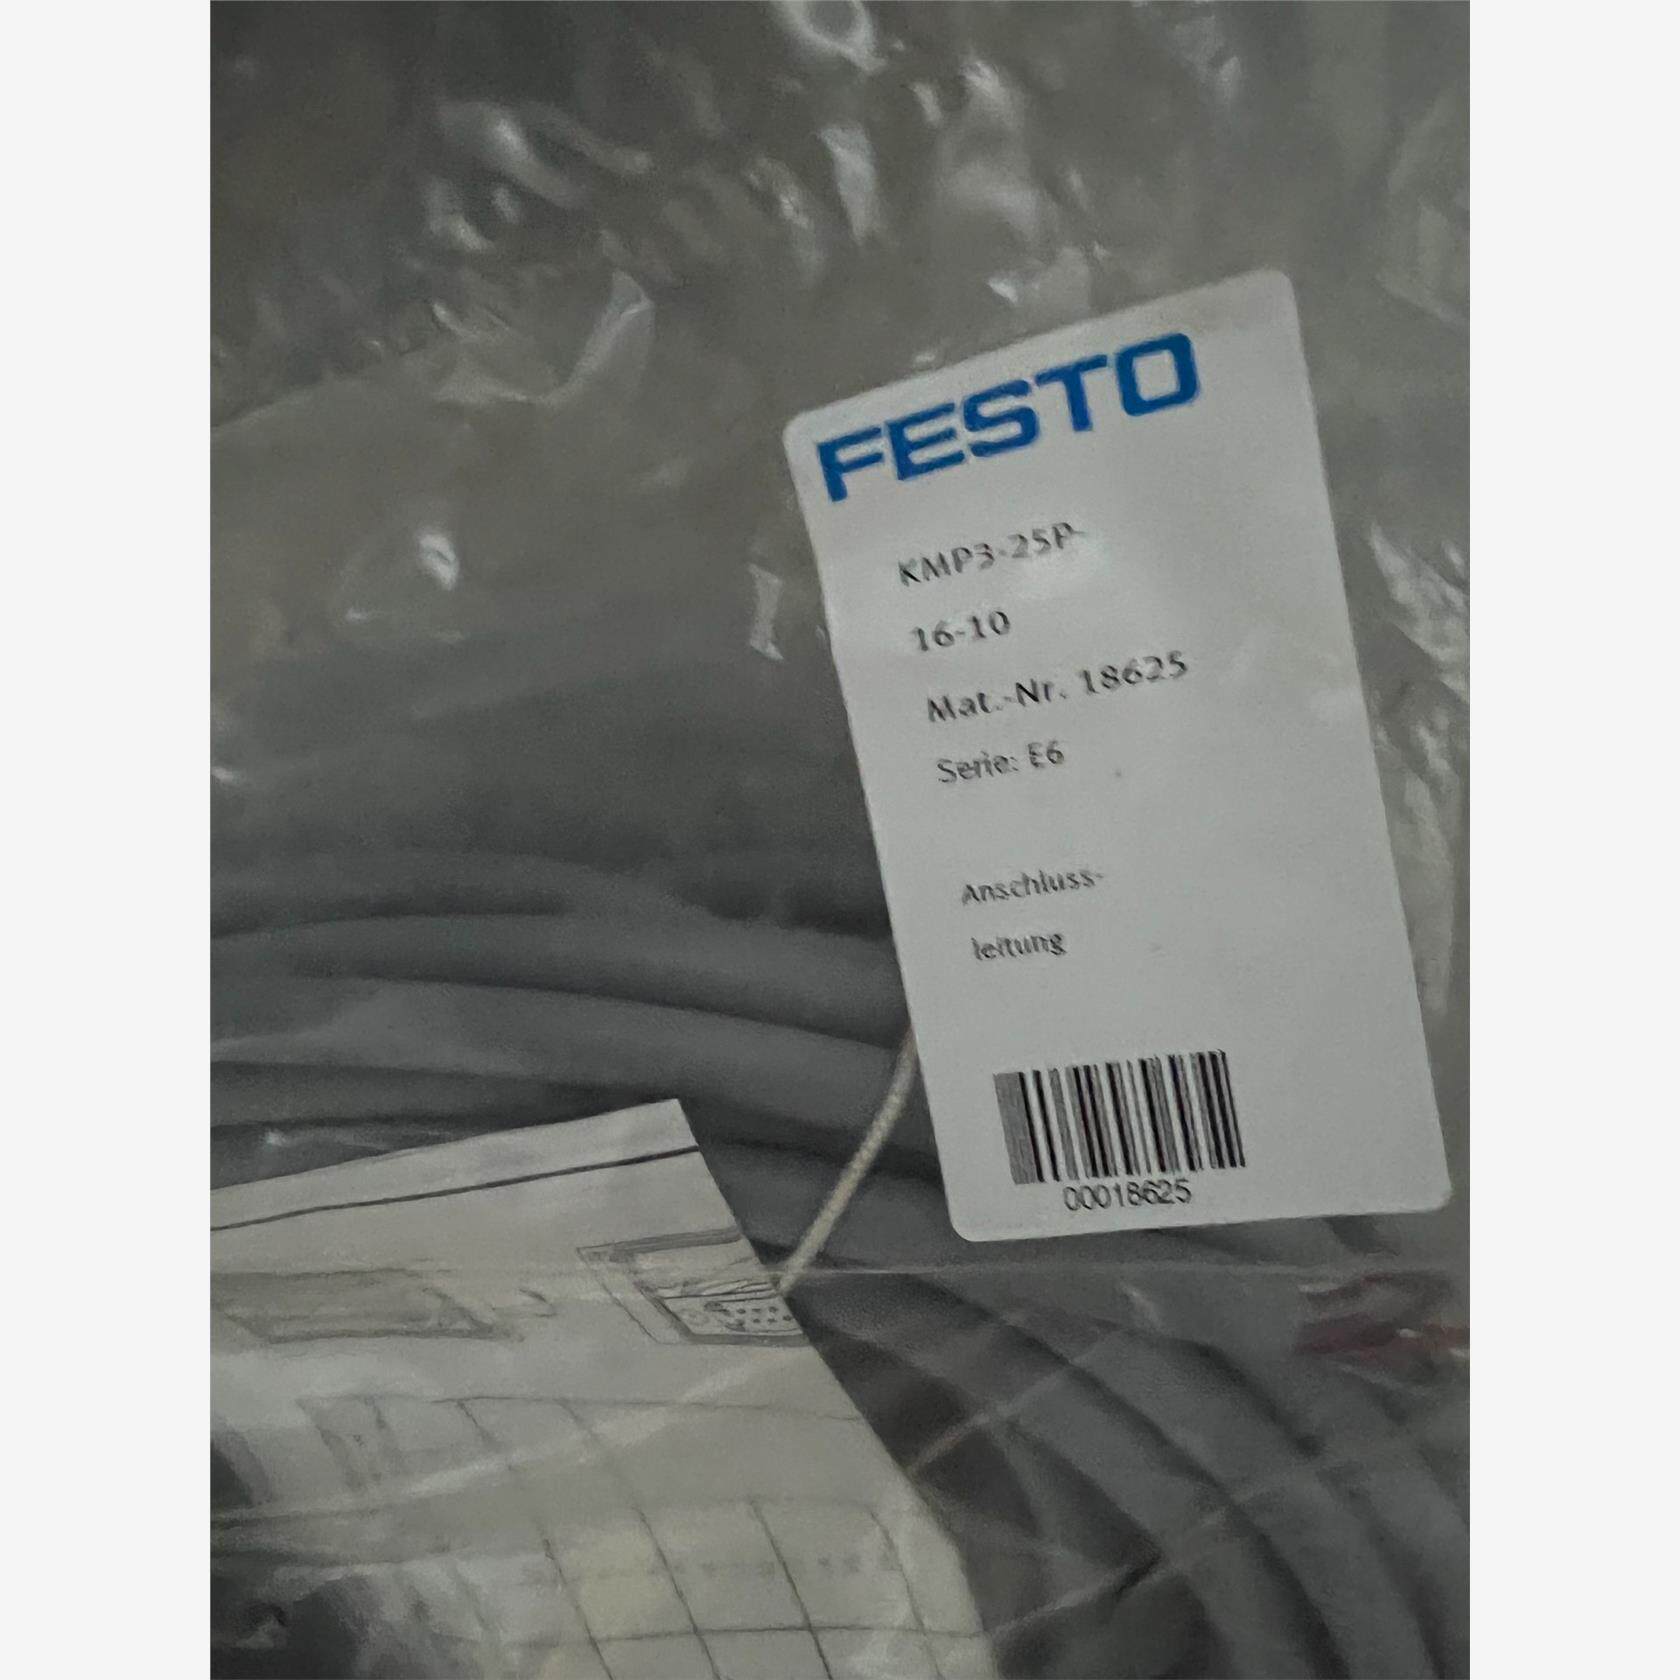 FESTO
KMP3-25P-
16-10
Mat.-Nr. 18625
Serie: E6
Anschluss-
leitung
00018625